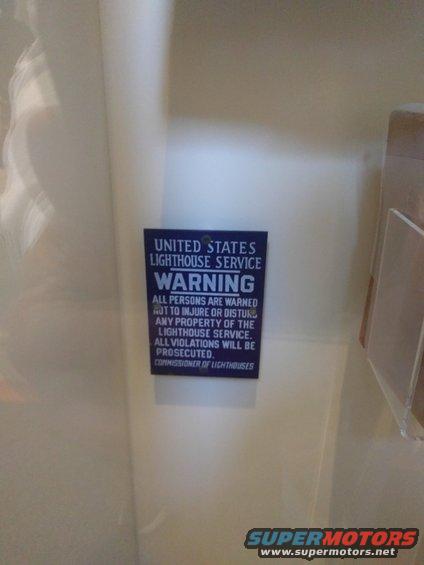 UNITED STATES
LIGHTHOUSE SERVICE
WARNING
ALL PERSONS ARE WARNED
NOT TO INJURE OR DISTURB
ANY PROPERTY OF THE
LIGHTHOUSE SERVICE.
ALL VIOLATIONS WILL BE
PROSECUTED.
COMMISSIONER OF LIGHTHOUSES
SUPERMOTORS
www.supermotors.net